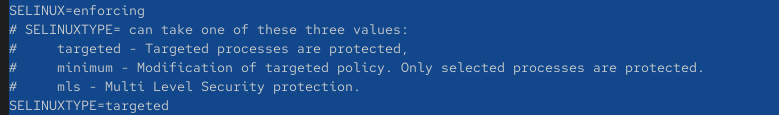 SELINUX=enforcing
# SELINUXTYPE= can take one of these three values:
#     targeted - Targeted processes are protected,
#     minimum - Modification of targeted policy. Only selected processes are protected.
#     mls - Multi Level Security protection.
SELINUXTYPE=targeted